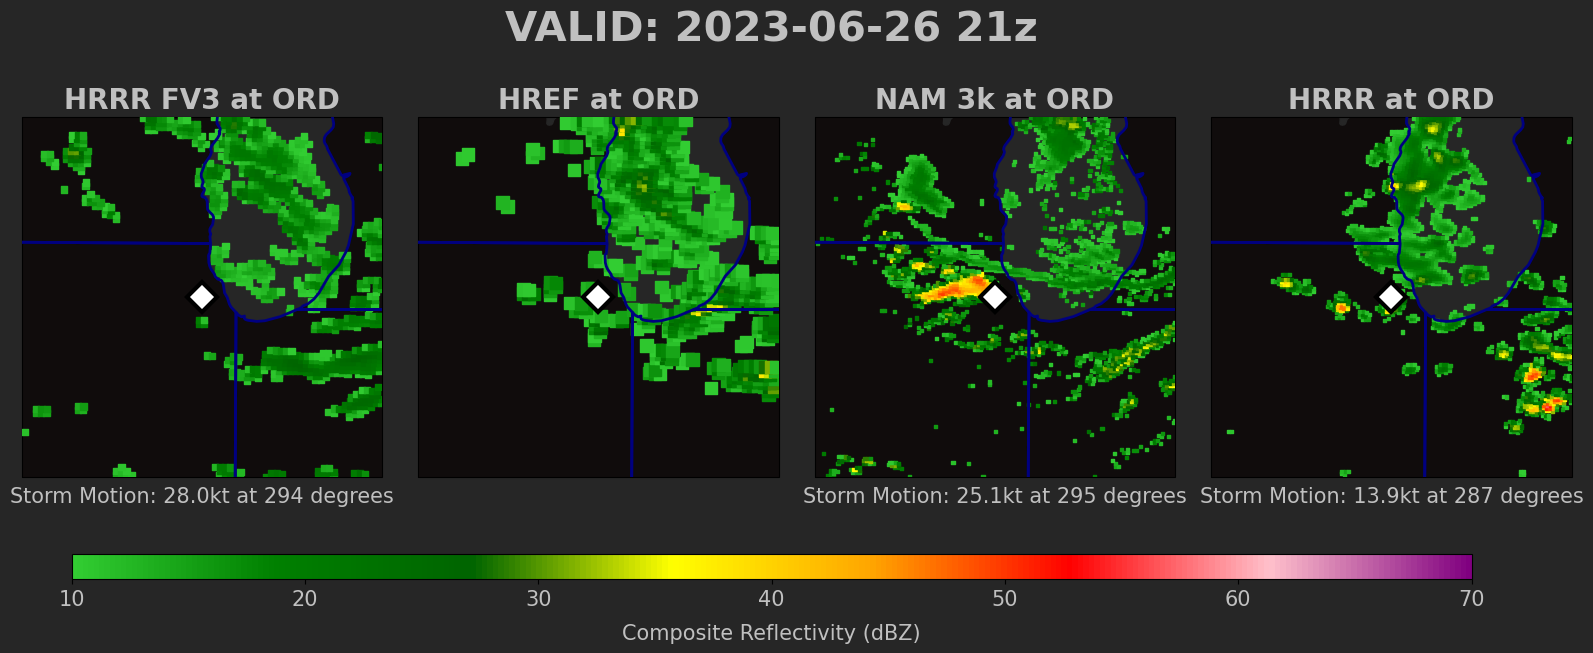 VALID: 2023-06-26 21z
HRRR FV3 at ORD
HREF at ORD
NAM 3k at ORD
HRRR at ORD
Storm Motion: 28.0kt at 294 degrees
Storm Motion: 25.1kt at 295 degrees
Storm Motion: 13.9kt at 287 degrees
10 20 30 40 50 60 70
Composite Reflectivity (dBZ)